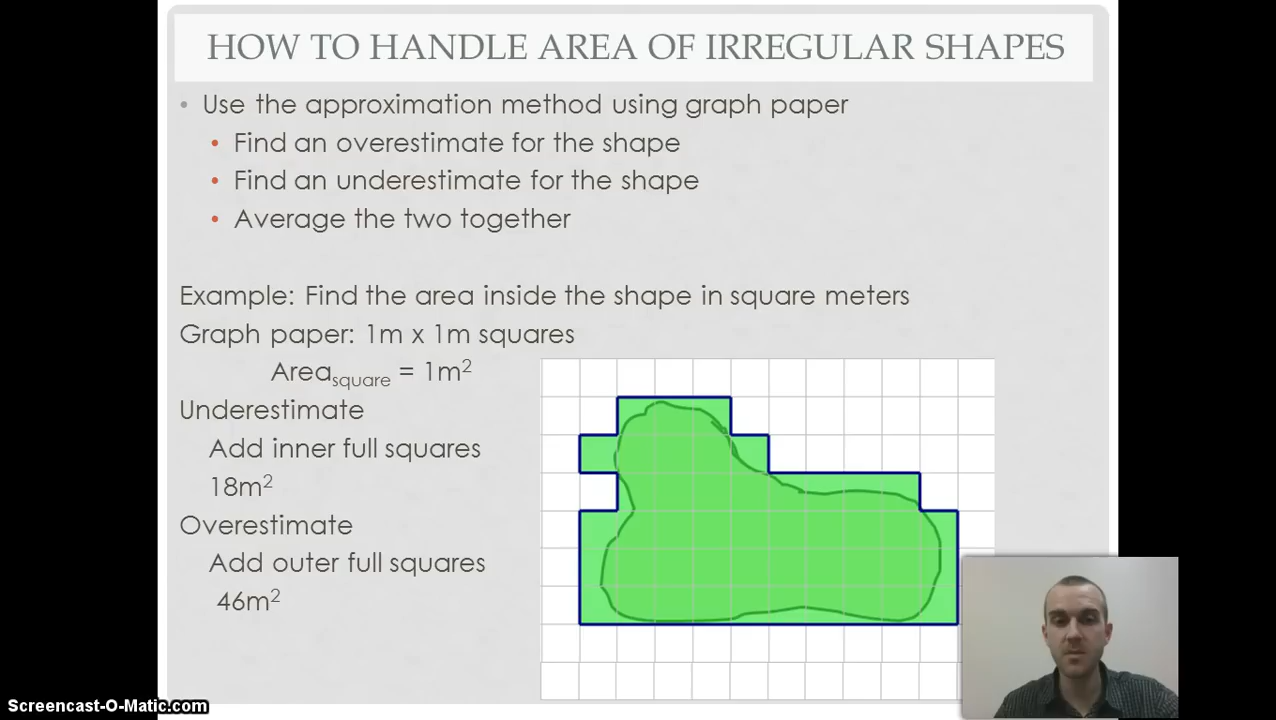 HOW TO HANDLE AREA OF IRREGULAR SHAPES
• Use the approximation method using graph paper
• Find an overestimate for the shape
• Find an underestimate for the shape
• Average the two together
Example: Find the area inside the shape in square meters
Graph paper: 1m x 1m squares
Area_square = 1m²
Underestimate
Add inner full squares
18m²
Overestimate
Add outer full squares
46m²
Screencast-O-Matic.com